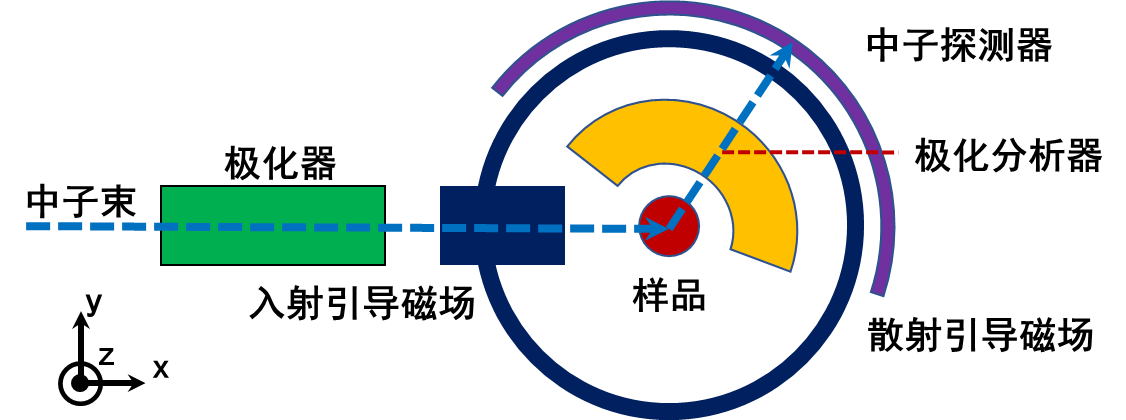 中子探测器
极化器
极化分析器
中子束
入射引导磁场
样品
散射引导磁场
y
z
x